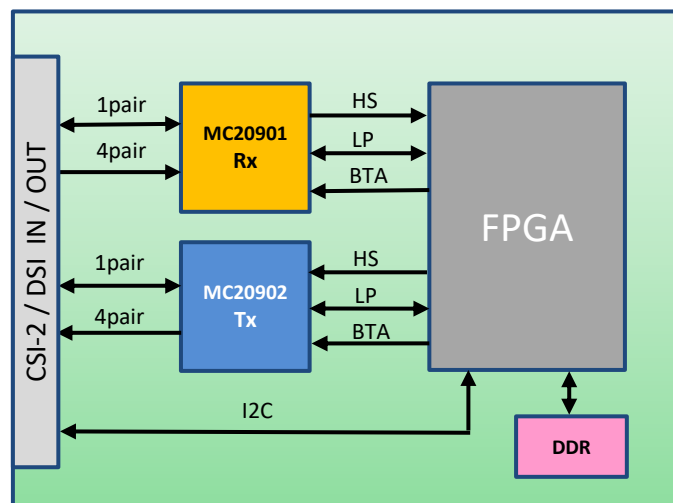 CSI-2 / DSI IN / OUT
1pair
4pair
MC20901
Rx
HS
LP
BTA
FPGA
1pair
4pair
MC20902
Tx
HS
LP
BTA
I2C
DDR